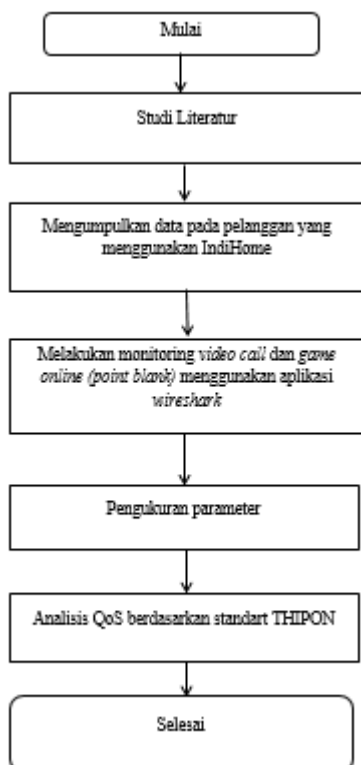 Mulai
Studi Literatur
Mengumpulkan data pada pelanggan yang
menggunakan IndiHome
Melakukan monitoring video call dan game
online (point blank) menggunakan aplikasi
wireshark
Pengukuran parameter
Analisis QoS berdasarkan standart THIPON
Selesai